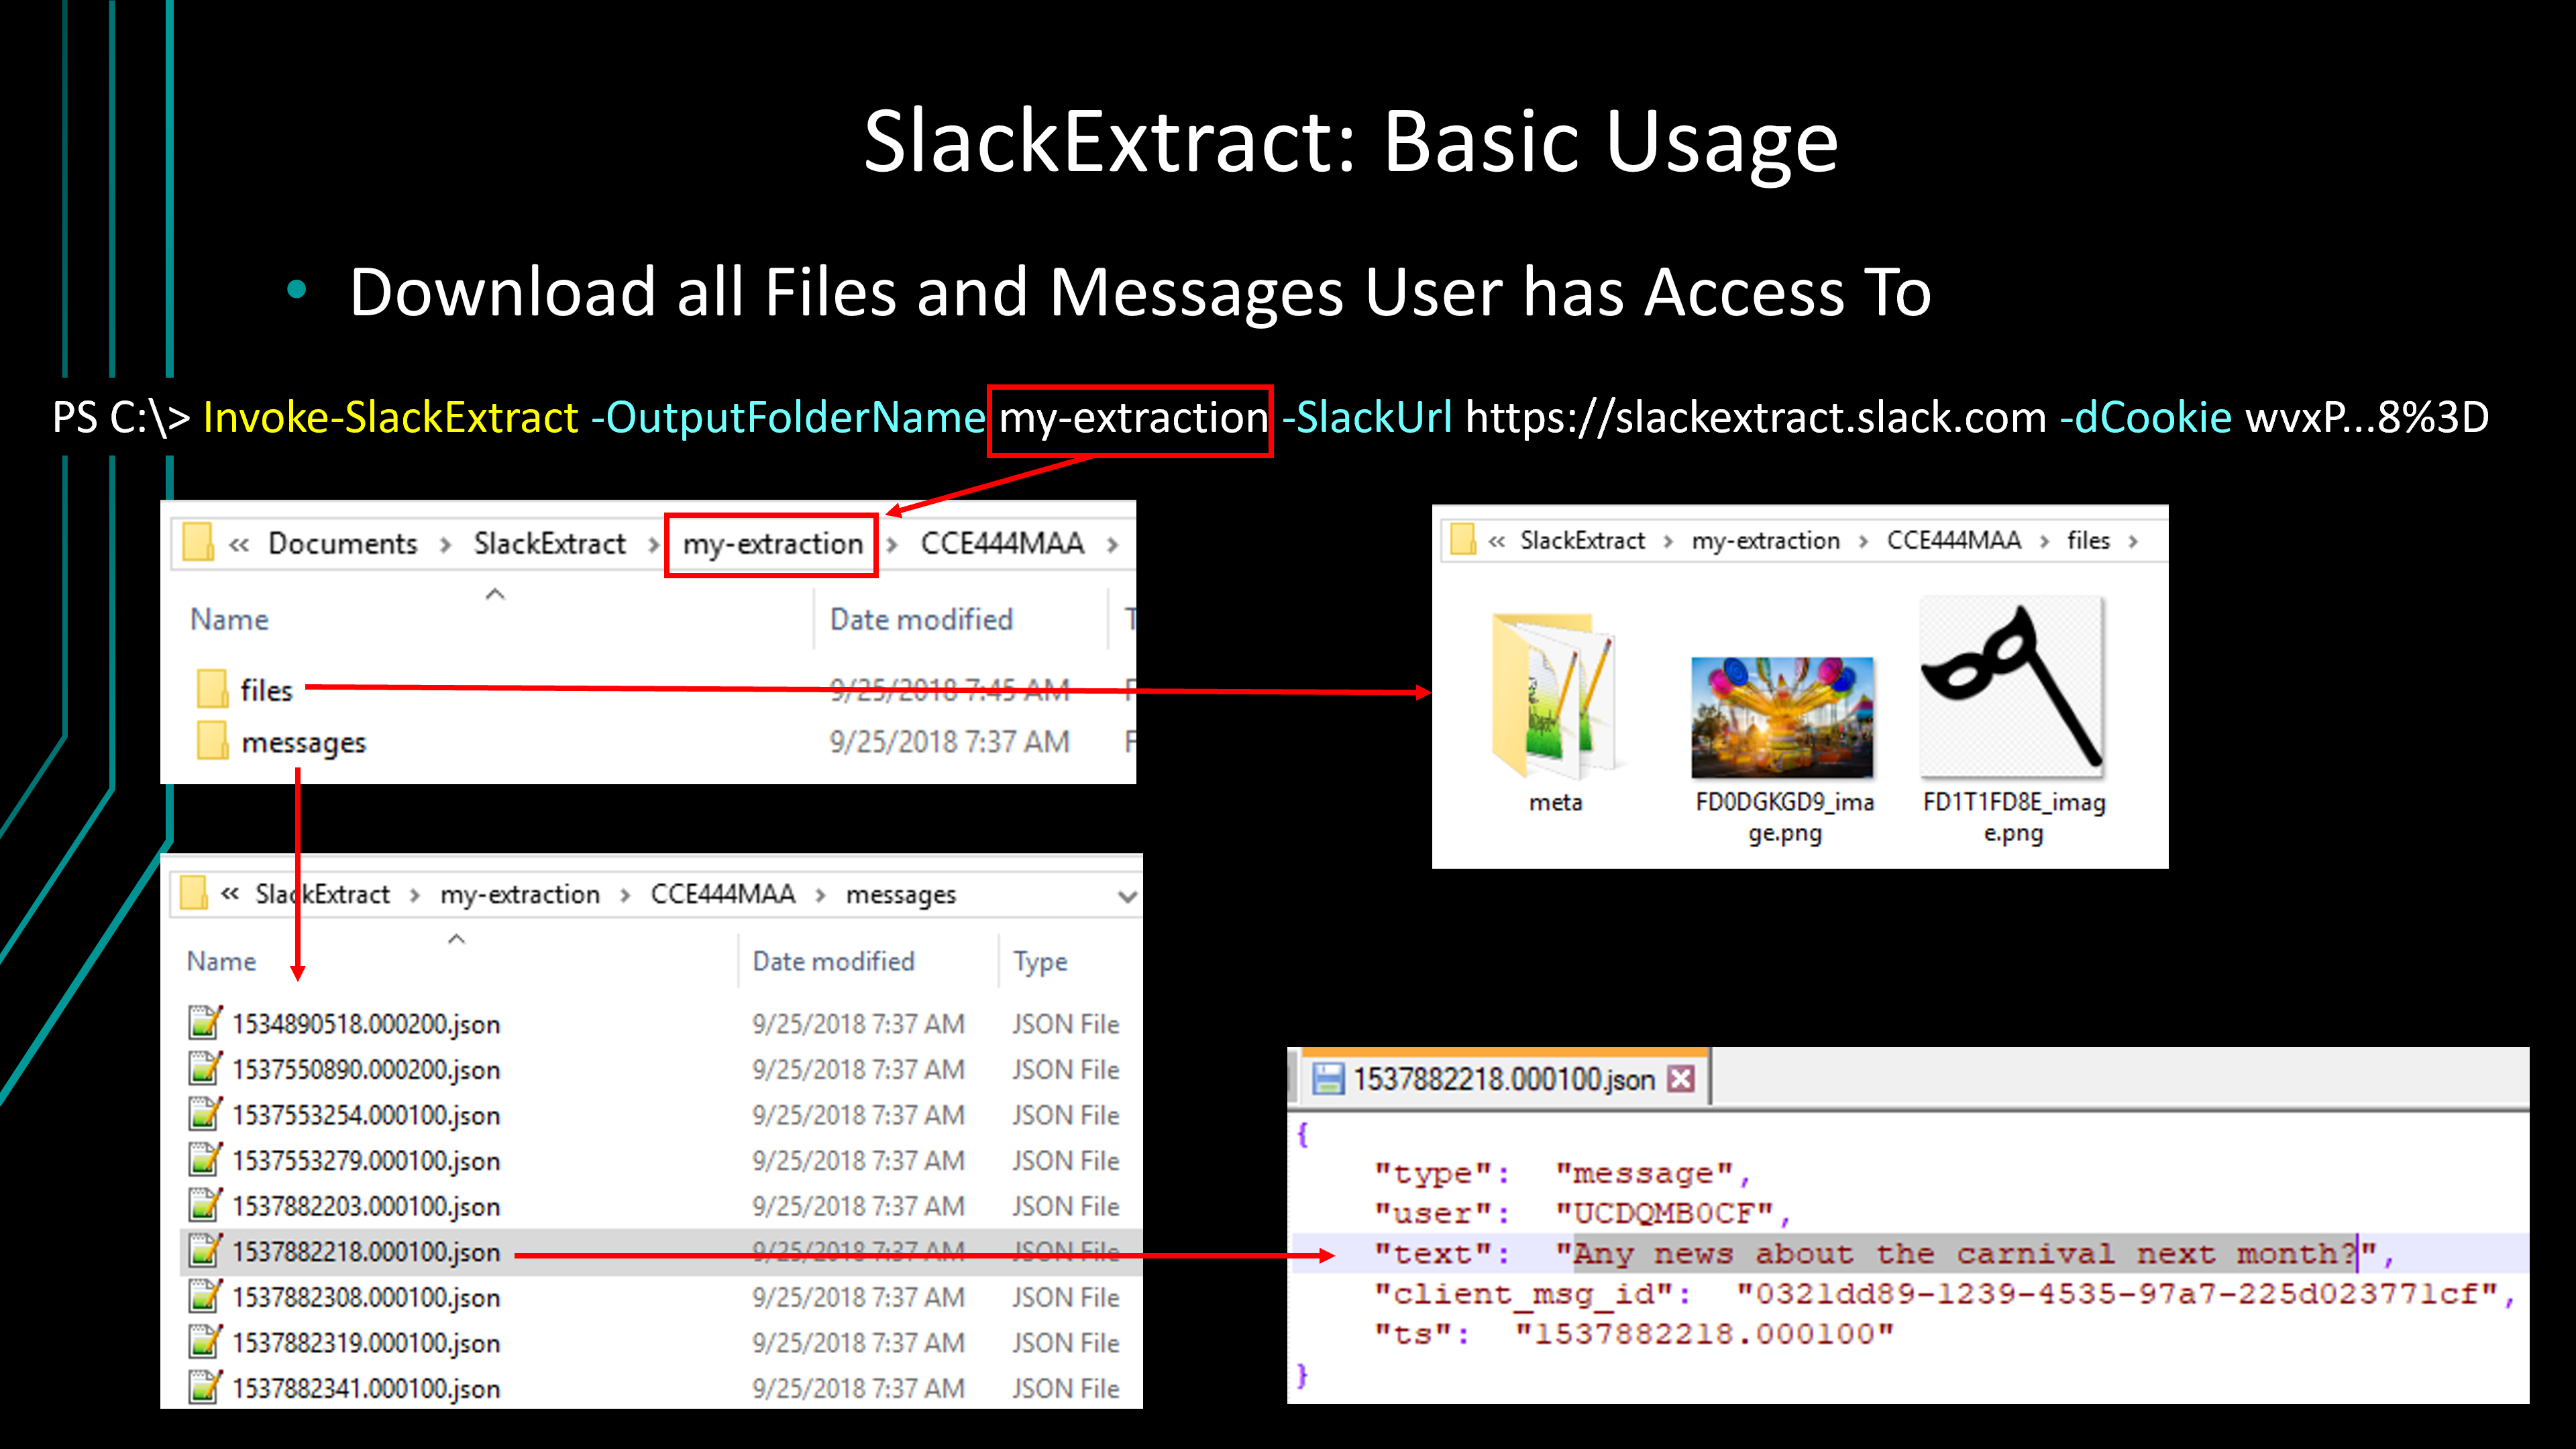 SlackExtract: Basic Usage
• Download all Files and Messages User has Access To
PS C:\> Invoke-SlackExtract -OutputFolderName my-extraction -SlackUrl https://slackextract.slack.com -dCookie wvxP...8%3D
« Documents > SlackExtract > my-extraction > CCE444MAA >
Name Date modified T
files 9/25/2018 7:45 AM F
messages 9/25/2018 7:37 AM F
« SlackExtract > my-extraction > CCE444MAA > files >
meta
FD0DGKGD9_ima
ge.png
FD1T1FD8E_imag
e.png
« SlackExtract > my-extraction > CCE444MAA > messages
Name Date modified Type
1534890518.000200.json 9/25/2018 7:37 AM JSON File
1537550890.000200.json 9/25/2018 7:37 AM JSON File
1537553254.000100.json 9/25/2018 7:37 AM JSON File
1537553279.000100.json 9/25/2018 7:37 AM JSON File
1537882203.000100.json 9/25/2018 7:37 AM JSON File
1537882218.000100.json 9/25/2018 7:37 AM JSON File
1537882308.000100.json 9/25/2018 7:37 AM JSON File
1537882319.000100.json 9/25/2018 7:37 AM JSON File
1537882341.000100.json 9/25/2018 7:37 AM JSON File
1537882218.000100.json
{
"type": "message",
"user": "UCDQMB0CF",
"text": "Any news about the carnival next month?",
"client_msg_id": "0321dd89-1239-4535-97a7-225d023771cf",
"ts": "1537882218.000100"
}